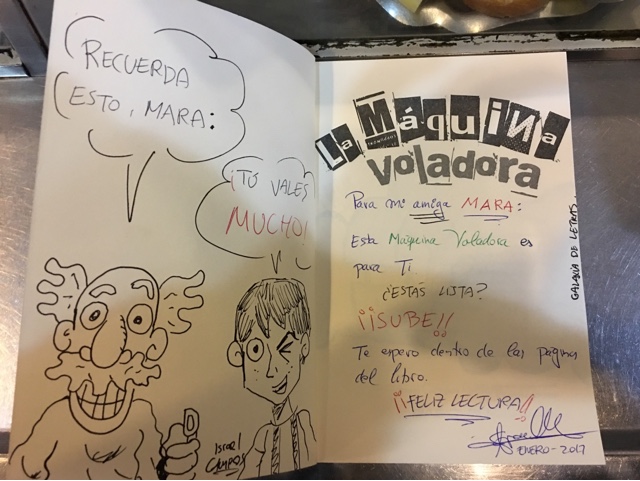 RECUERDA
ESTO, MARA:
¡TÚ VALES
MUCHO!
Israel
Campos
La Máquina
Voladora
Para mi amiga MARA:
Esta Máquina Voladora es
para Ti
¿ESTÁS LISTA?
¡¡SUBE!!
Te espero dentro de las páginas
del libro.
¡¡FELIZ LECTURA!!
ENERO-2017
GALAXIA DE LETRAS.